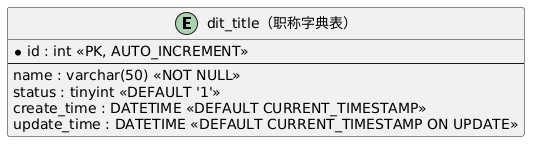 E dit_title（职称字典表）
* id : int «PK, AUTO_INCREMENT»
name : varchar(50) «NOT NULL»
status : tinyint «DEFAULT '1'»
create_time : DATETIME «DEFAULT CURRENT_TIMESTAMP»
update_time : DATETIME «DEFAULT CURRENT_TIMESTAMP ON UPDATE»